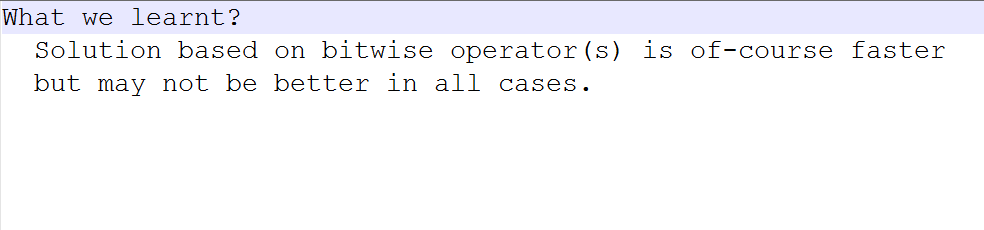 What we learnt?
Solution based on bitwise operator(s) is of-course faster
but may not be better in all cases.